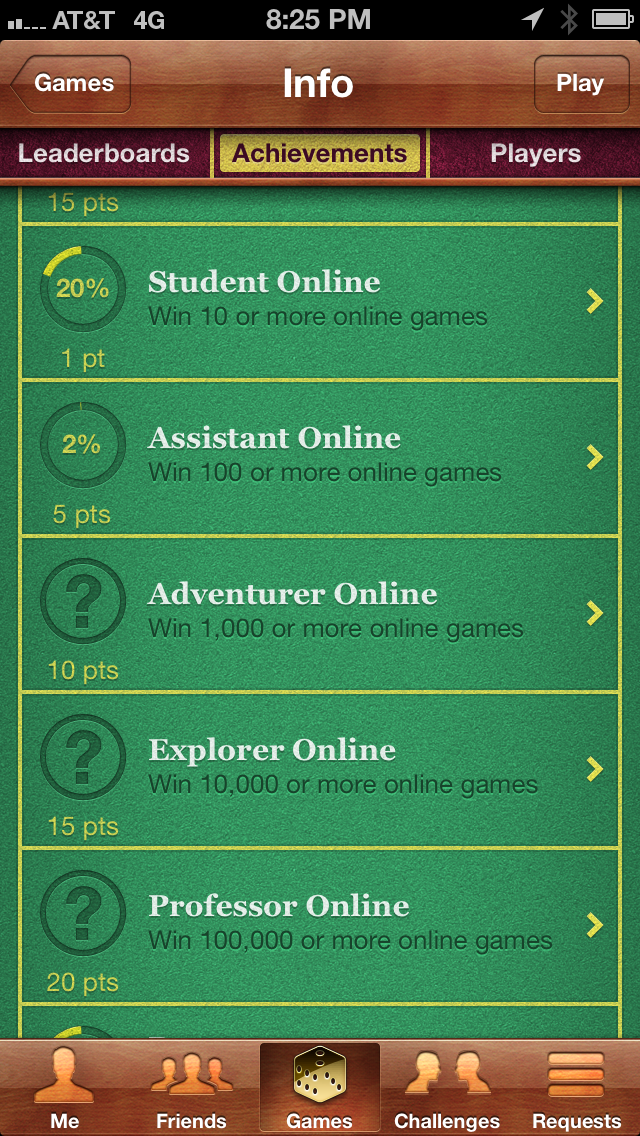 AT&T 4G 8:25 PM
Games Info Play
Leaderboards Achievements Players
15 pts
20% Student Online
Win 10 or more online games
1 pt
2% Assistant Online
Win 100 or more online games
5 pts
? Adventurer Online
Win 1,000 or more online games
10 pts
? Explorer Online
Win 10,000 or more online games
15 pts
? Professor Online
Win 100,000 or more online games
20 pts
Me Friends Games Challenges Requests